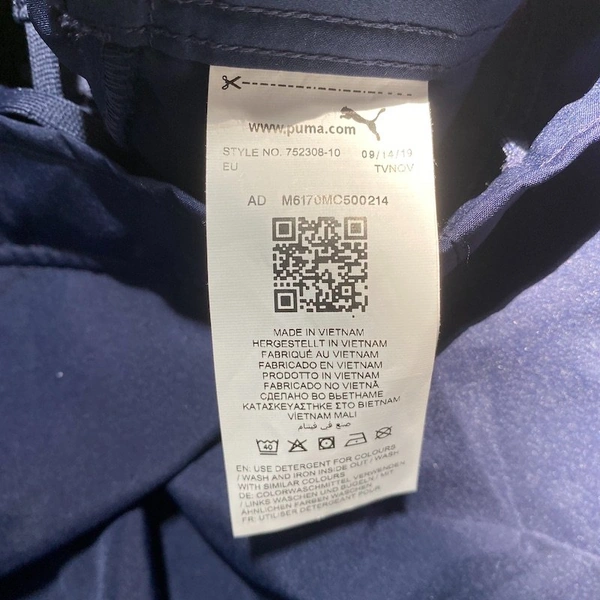 www.puma.com
STYLE NO. 752308-10 09/14/19
EU TVNOV
AD M6170MC500214
MADE IN VIETNAM
HERGESTELLT IN VIETNAM
FABRIQUÉ AU VIETNAM
FABRICADO EN VIETNAM
PRODOTTO IN VIETNAM
FABRICADO NO VIETNÃ
СДЕЛАНО ВО ВЬЕТНАМЕ
ΚΑΤΑΣΚΕΥΑΣΤΗΚΕ ΣΤΟ ΒΙΕΤΝΑΜ
VİETNAM MALI
صنع في فيتنام
40
EN: USE DETERGENT FOR COLOURS
/ WASH AND IRON INSIDE OUT / WASH
WITH SIMILAR COLOURS
DE: COLORWASCHMITTEL VERWENDEN
/ LINKS WASCHEN UND BÜGELN / MIT
ÄHNLICHEN FARBEN WASCHEN
FR: UTILISER DETERGENT POUR